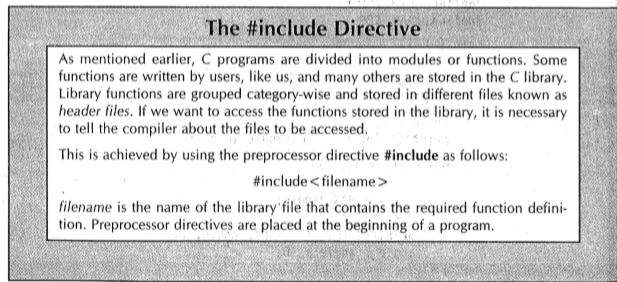 The #include Directive
As mentioned earlier, C programs are divided into modules or functions. Some
functions are written by users, like us, and many others are stored in the C library.
Library functions are grouped category-wise and stored in different files known as
header files. If we want to access the functions stored in the library, it is necessary
to tell the compiler about the files to be accessed.
This is achieved by using the preprocessor directive #include as follows:
#include<filename>
filename is the name of the library file that contains the required function defini-
tion. Preprocessor directives are placed at the beginning of a program.